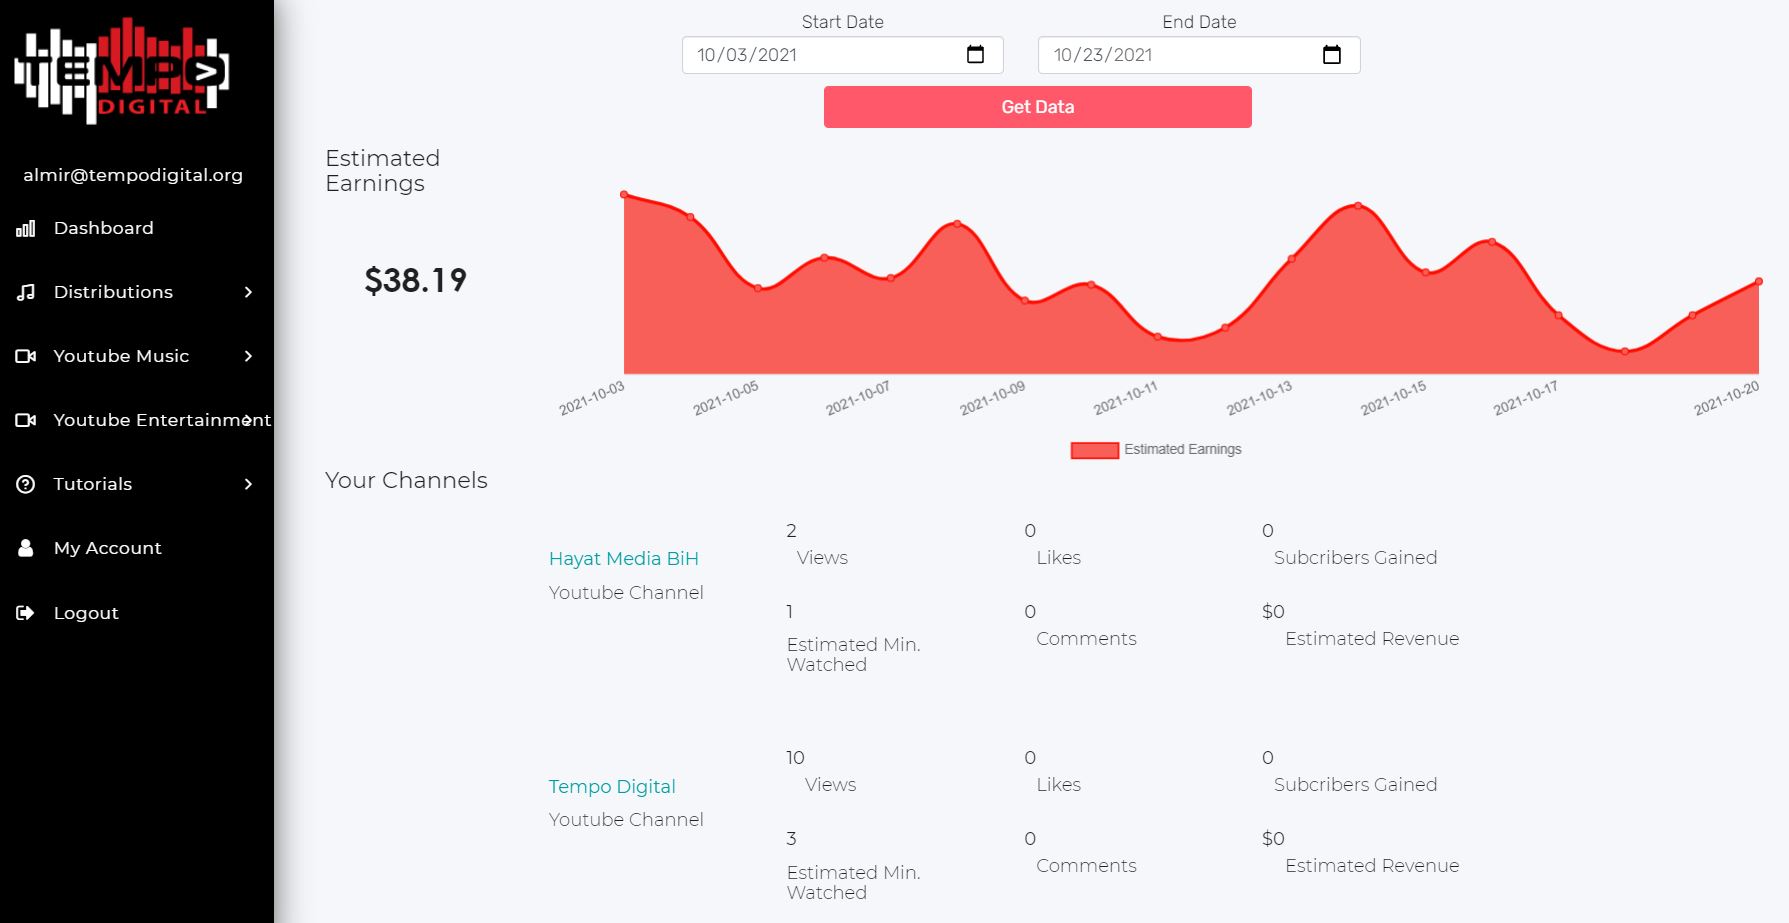 TEMPO
DIGITAL
almir@tempodigital.org
Dashboard
Distributions
Youtube Music
Youtube Entertainment
Tutorials
My Account
Logout
Start Date
End Date
10/03/2021
10/23/2021
Get Data
Estimated
Earnings
$38.19
2021-10-03
2021-10-05
2021-10-07
2021-10-09
2021-10-11
2021-10-13
2021-10-15
2021-10-17
2021-10-20
Estimated Earnings
Your Channels
Hayat Media BiH
Youtube Channel
2
Views
0
Likes
0
Subcribers Gained
1
Estimated Min.
Watched
0
Comments
$0
Estimated Revenue
Tempo Digital
Youtube Channel
10
Views
0
Likes
0
Subcribers Gained
3
Estimated Min.
Watched
0
Comments
$0
Estimated Revenue